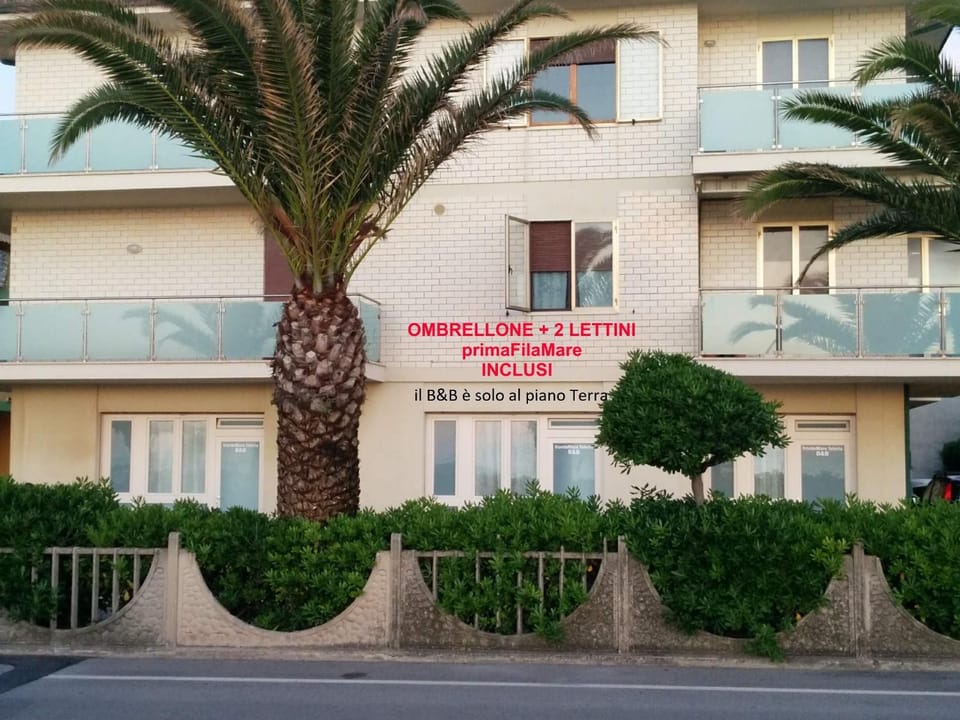 OMBRELLONE + 2 LETTINI
primaFilaMare
INCLUSI
il B&B è solo al piano Terra
B&B
B&B
B&B